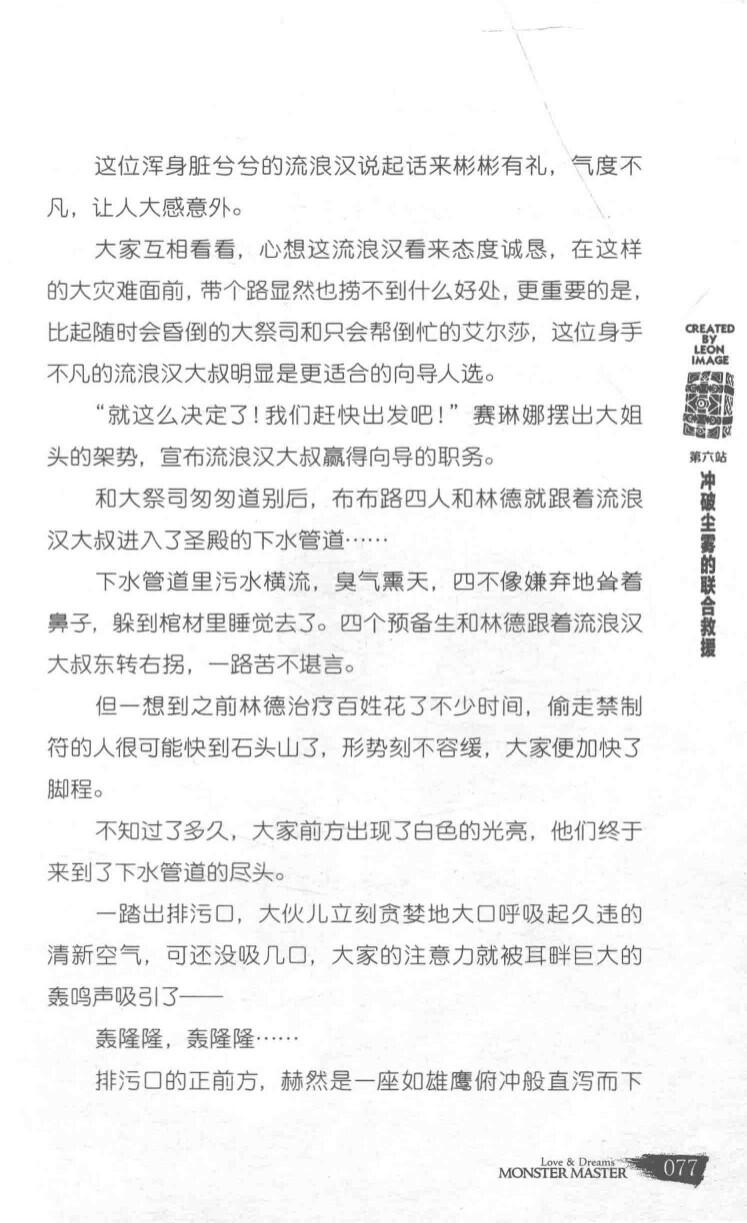 这位浑身脏兮兮的流浪汉说起话来彬彬有礼，气度不
凡，让人大感意外。
大家互相看看，心想这流浪汉看来态度诚恳，在这样
的大灾难面前，带个路显然也捞不到什么好处，更重要的是，
比起随时会昏倒的大祭司和只会帮倒忙的艾尔莎，这位身手
不凡的流浪汉大叔明显是更适合的向导人选。
“就这么决定了！我们赶快出发吧！”赛琳娜摆出大姐
头的架势，宣布流浪汉大叔赢得向导的职务。
和大祭司匆匆道别后，布布路四人和林德就跟着流浪
汉大叔进入了圣殿的下水管道……
下水管道里污水横流，臭气熏天，四不像嫌弃地耸着
鼻子，躲到棺材里睡觉去了。四个预备生和林德跟着流浪汉
大叔东转右拐，一路苦不堪言。
但一想到之前林德治疗百姓花了不少时间，偷走禁制
符的人很可能快到石头山了，形势刻不容缓，大家便加快了
脚程。
不知过了多久，大家前方出现了白色的光亮，他们终于
来到了下水管道的尽头。
一踏出排污口，大伙儿立刻贪婪地大口呼吸起久违的
清新空气，可还没吸几口，大家的注意力就被耳畔巨大的
轰鸣声吸引了——
轰隆隆，轰隆隆……
排污口的正前方，赫然是一座如雄鹰俯冲般直泻而下
CREATED
BY
LEON
IMAGE
第六站
冲破尘雾的联合救援
Love & Dreams
MONSTER MASTER
077